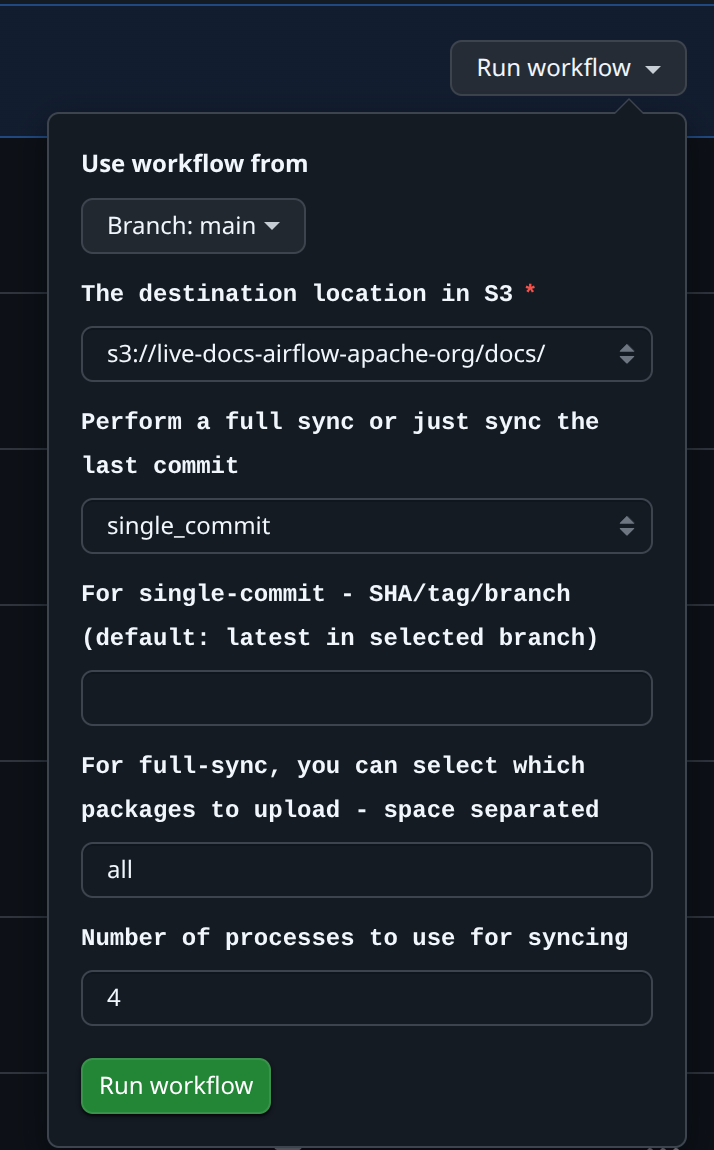 Run workflow
Use workflow from
Branch: main
The destination location in S3 *
s3://live-docs-airflow-apache-org/docs/
Perform a full sync or just sync the
last commit
single_commit
For single-commit - SHA/tag/branch
(default: latest in selected branch)
For full-sync, you can select which
packages to upload - space separated
all
Number of processes to use for syncing
4
Run workflow